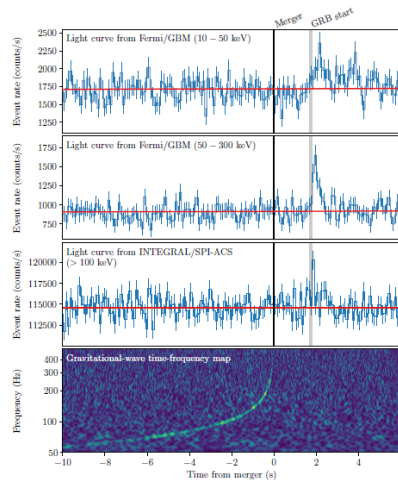 Merger
GRB start
2500
2250
2000
1750
1500
1250
Event rate (counts/s)
Light curve from Fermi/GBM (10 – 50 keV)
1750
1500
1250
1000
750
Event rate (counts/s)
Light curve from Fermi/GBM (50 – 300 keV)
120000
117500
115000
112500
Event rate (counts/s)
Light curve from INTEGRAL/SPI-ACS
(> 100 keV)
400
300
200
100
50
Frequency (Hz)
Gravitational-wave time-frequency map
−10 −8 −6 −4 −2 0 2 4
Time from merger (s)